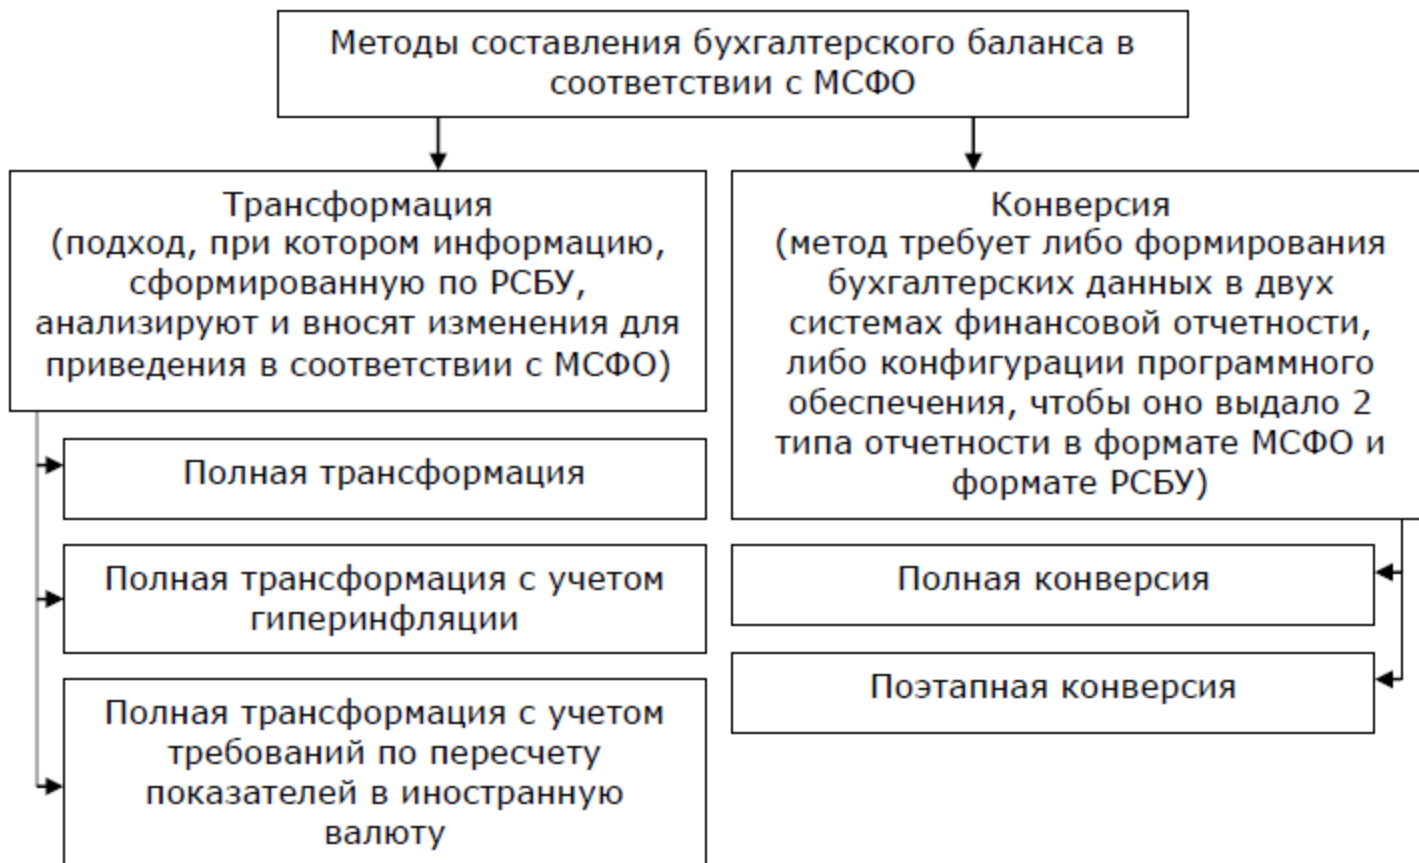 Методы составления бухгалтерского баланса в
соответствии с МСФО
Трансформация
(подход, при котором информацию,
сформированную по РСБУ,
анализируют и вносят изменения для
приведения в соответствии с МСФО)
Полная трансформация
Полная трансформация с учетом
гиперинфляции
Полная трансформация с учетом
требований по пересчету
показателей в иностранную
валюту
Конверсия
(метод требует либо формирования
бухгалтерских данных в двух
системах финансовой отчетности,
либо конфигурации программного
обеспечения, чтобы оно выдало 2
типа отчетности в формате МСФО и
формате РСБУ)
Полная конверсия
Поэтапная конверсия